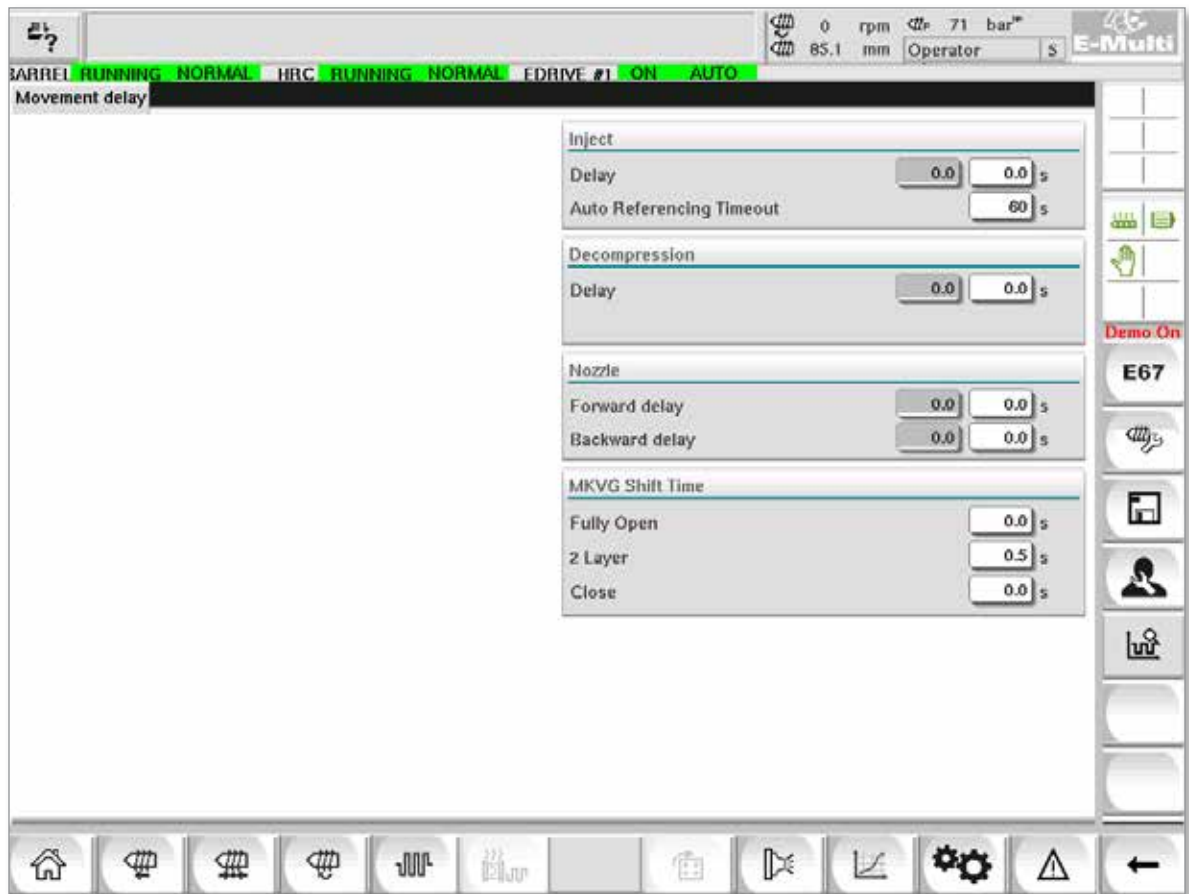 0 rpm 71 bar
85.1 mm Operator S
E-Multi
BARREL RUNNING NORMAL HRC RUNNING NORMAL EDRIVE #1 ON AUTO
Movement delay
Inject
Delay 0.0 0.0 s
Auto Referencing Timeout 60 s
Decompression
Delay 0.0 0.0 s
Nozzle
Forward delay 0.0 0.0 s
Backward delay 0.0 0.0 s
MKVG Shift Time
Fully Open 0.0 s
2 Layer 0.5 s
Close 0.0 s
Demo On
E67